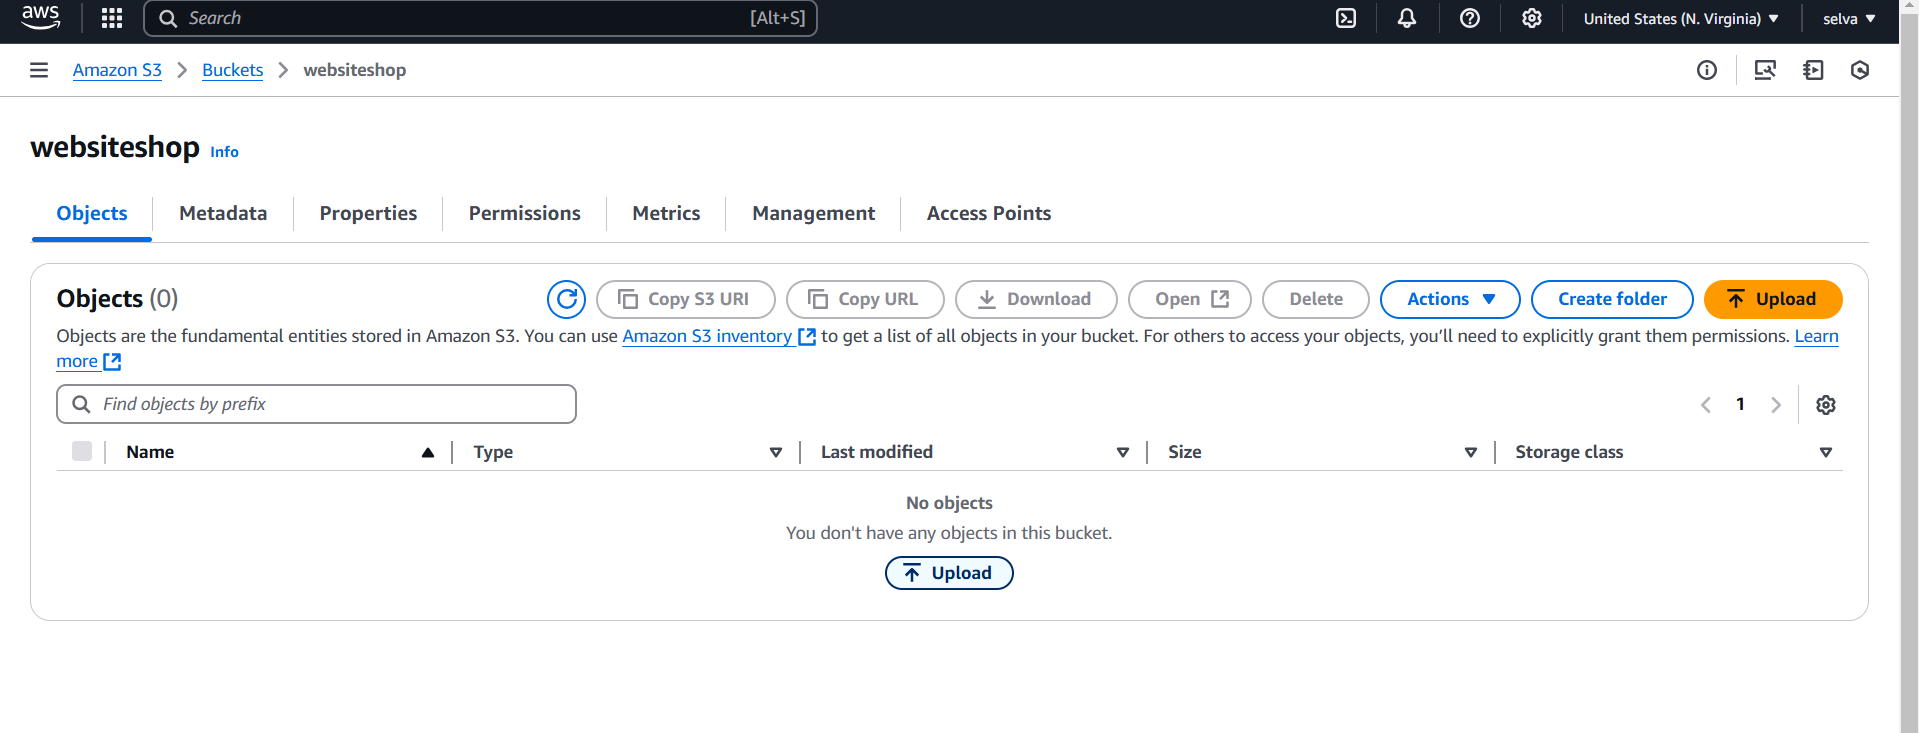 aws Search [Alt+S] United States (N. Virginia) selva
Amazon S3 Buckets websiteshop
websiteshop Info
Objects Metadata Properties Permissions Metrics Management Access Points
Objects (0) Copy S3 URI Copy URL Download Open Delete Actions Create folder Upload
Objects are the fundamental entities stored in Amazon S3. You can use Amazon S3 inventory to get a list of all objects in your bucket. For others to access your objects, you’ll need to explicitly grant them permissions. Learn
more
Find objects by prefix 1
Name Type Last modified Size Storage class
No objects
You don't have any objects in this bucket.
Upload